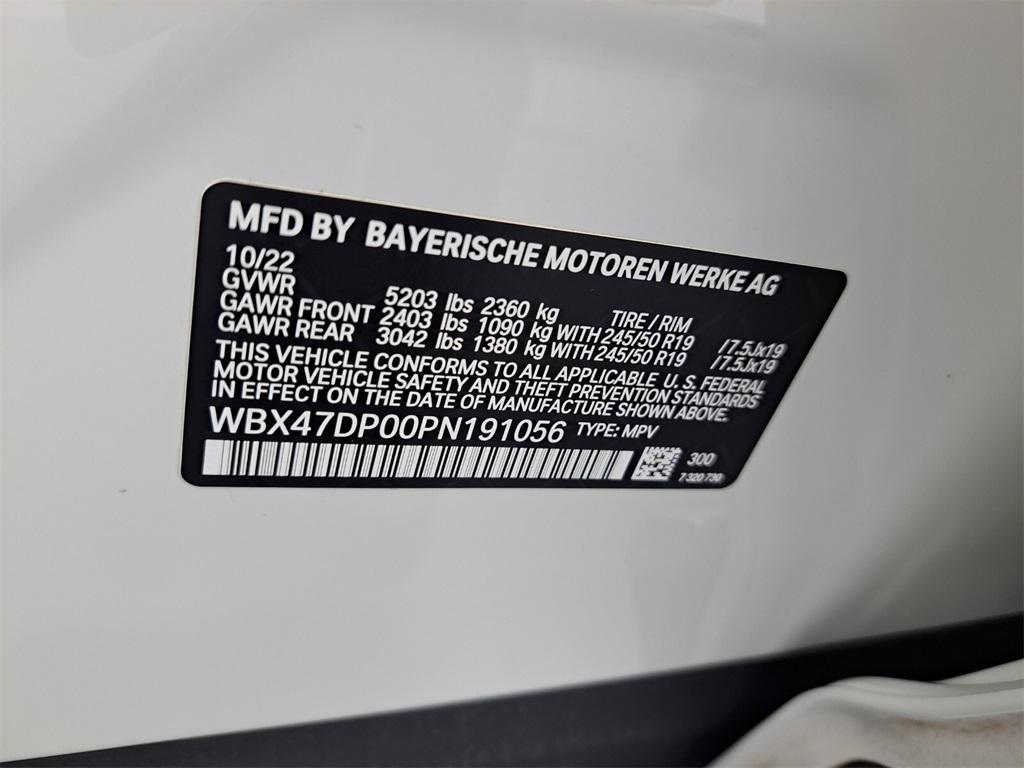 MFD BY BAYERISCHE MOTOREN WERKE AG
10/22
GVWR 5203 lbs 2360 kg TIRE / RIM
GAWR FRONT 2403 lbs 1090 kg WITH 245/50 R19 /7.5Jx19
GAWR REAR 3042 lbs 1380 kg WITH 245/50 R19 /7.5Jx19
THIS VEHICLE CONFORMS TO ALL APPLICABLE U.S. FEDERAL
MOTOR VEHICLE SAFETY AND THEFT PREVENTION STANDARDS
IN EFFECT ON THE DATE OF MANUFACTURE SHOWN ABOVE.
WBX47DP00PN191056 TYPE: MPV
300
7 320 730